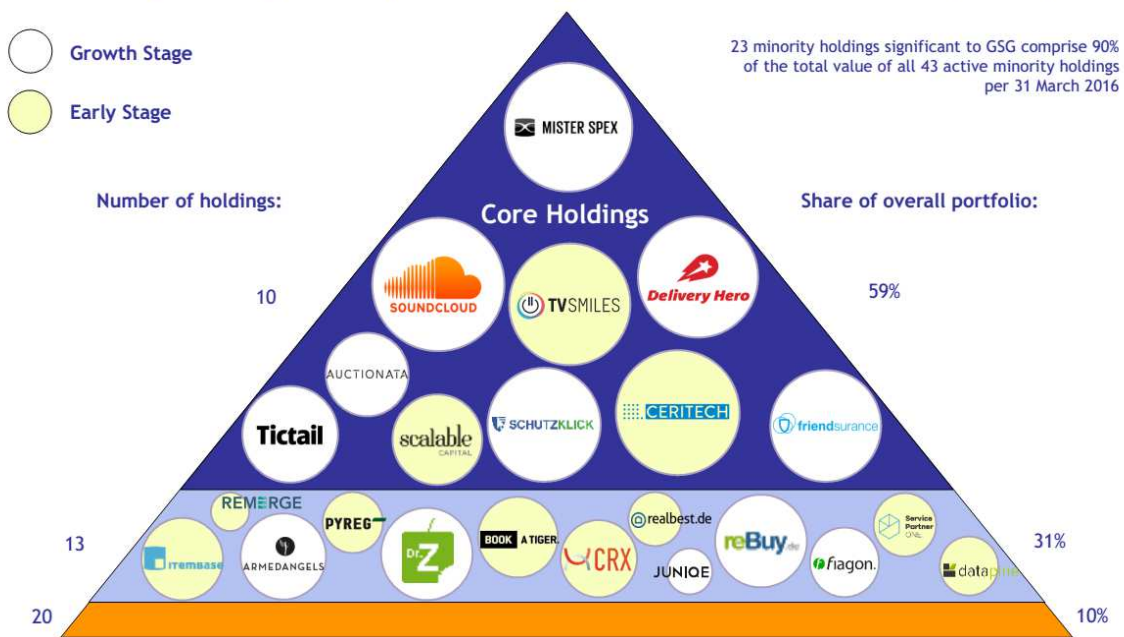 Growth Stage
Early Stage
23 minority holdings significant to GSG comprise 90%
of the total value of all 43 active minority holdings
per 31 March 2016
MISTER SPEX
Number of holdings:
Core Holdings
Share of overall portfolio:
10
SOUNDCLOUD
TVSMILES
Delivery Hero
59%
AUCTIONATA
Tictail
scalable
CAPITAL
SCHUTZKLICK
CERITECH
friendsurance
13
REMERGE
PYREG
realbest.de
Service
Partner
ONE
ITEMBASE
ARMEDANGELS
Dr.Z
BOOK A TIGER.
CRX
JUNIQE
reBuy.de
fiagon.
datapine
31%
20
10%